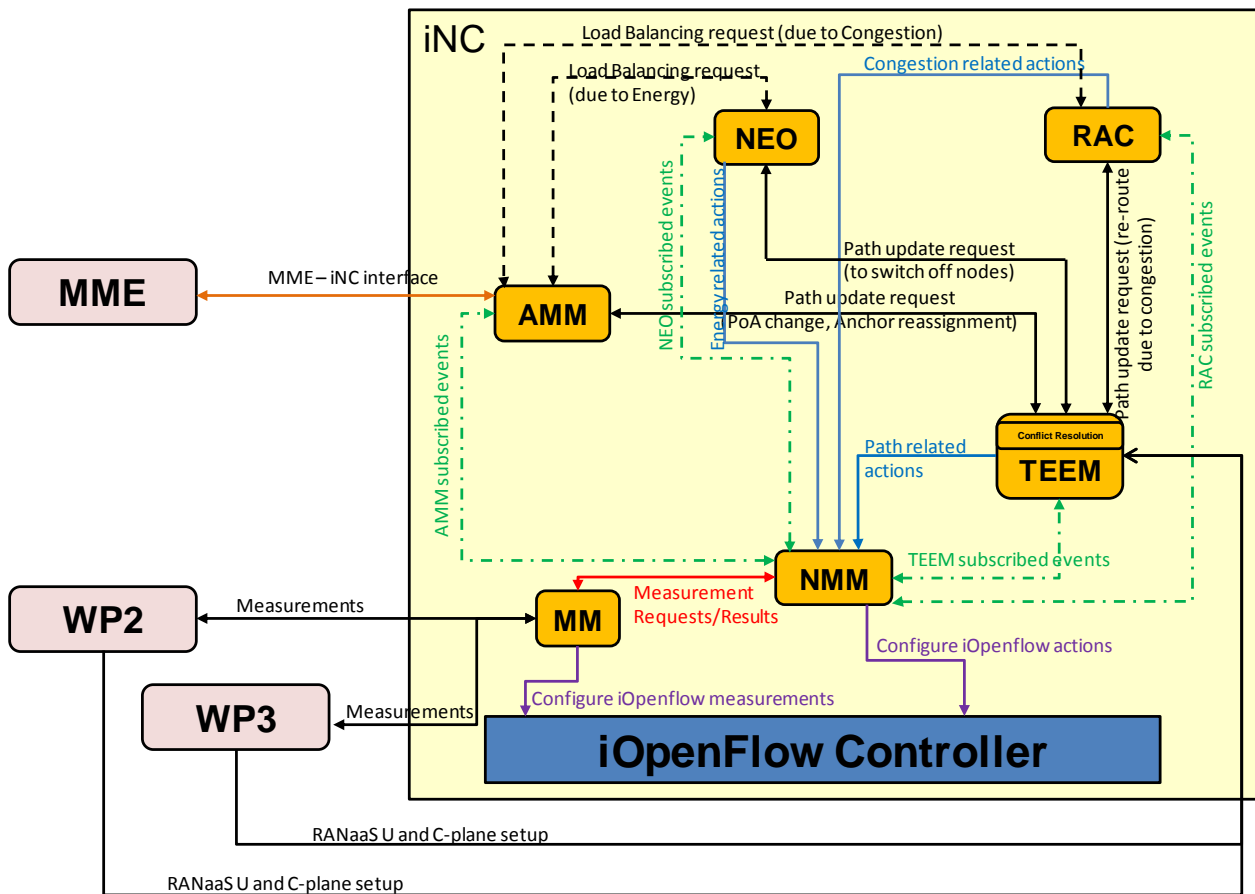 iNC
Load Balancing request (due to Congestion)
Load Balancing request
(due to Energy)
Congestion related actions
NEO
RAC
NEO subscribed events
Energy related actions
Path update request
(to switch off nodes)
Path update request (re-route
due to congestion)
RAC subscribed events
MME
MME – iNC interface
AMM
Path update request
(PoA change, Anchor reassignment)
AMM subscribed events
Conflict Resolution
TEEM
Path related
actions
NMM
TEEM subscribed events
WP2
Measurements
MM
Measurement
Requests/Results
Configure iOpenflow actions
WP3
Measurements
Configure iOpenflow measurements
iOpenFlow Controller
RANaaS U and C-plane setup
RANaaS U and C-plane setup